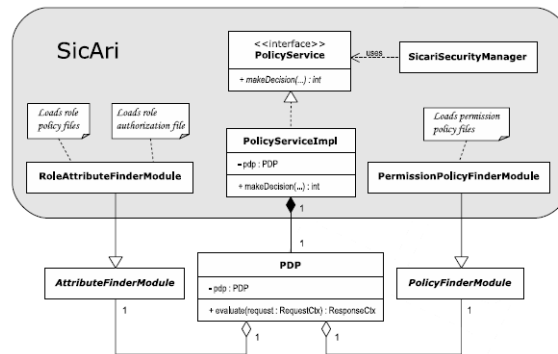 SicAri
<<interface>>
PolicyService
+ makeDecision(...) : int
uses
SicariSecurityManager
Loads role
policy files
Loads role
authorization file
Loads permission
policy files
PolicyServiceImpl
- pdp : PDP
+ makeDecision(...) : int
RoleAttributeFinderModule
PermissionPolicyFinderModule
1
1
PDP
- pdp : PDP
+ evaluate(request : RequestCtx) : ResponseCtx
AttributeFinderModule
PolicyFinderModule
1
1
1
1